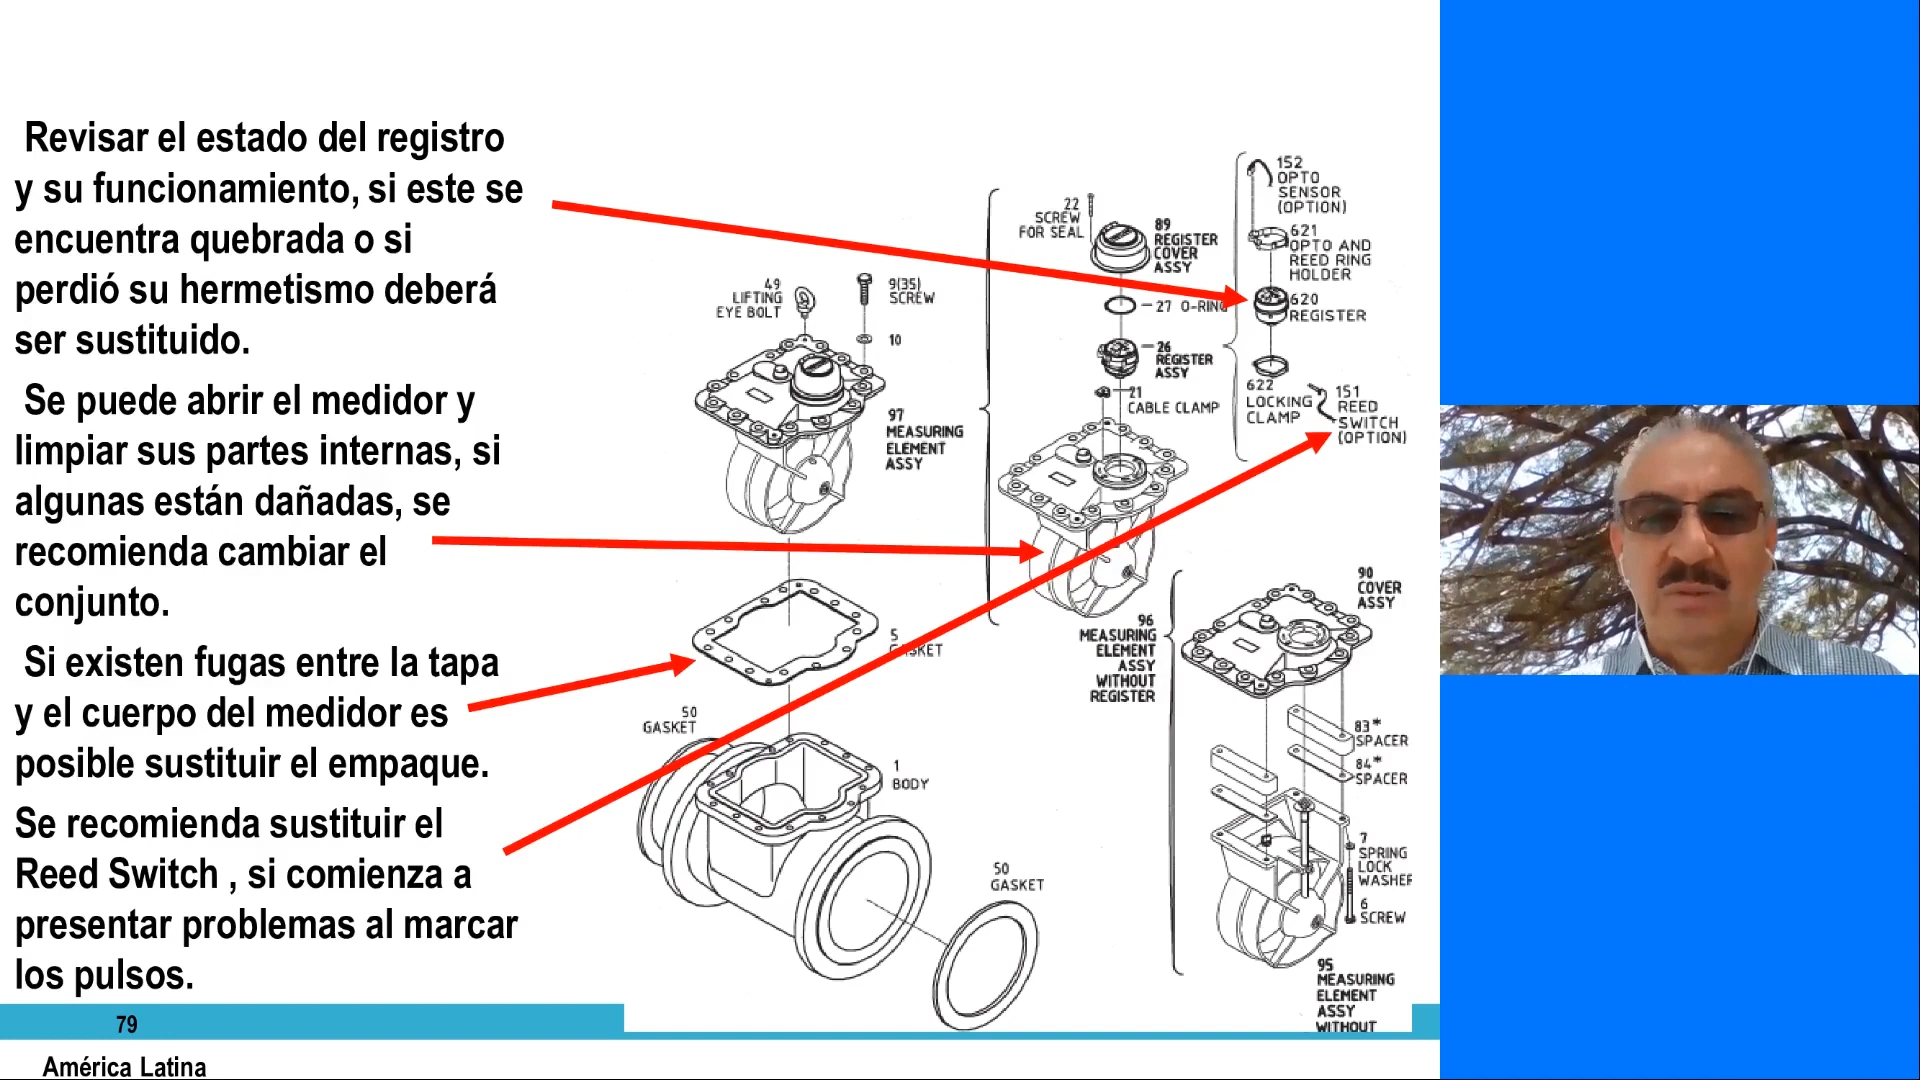 Revisar el estado del registro
y su funcionamiento, si este se
encuentra quebrada o si
perdió su hermetismo deberá
ser sustituido.
Se puede abrir el medidor y
limpiar sus partes internas, si
algunas están dañadas, se
recomienda cambiar el
conjunto.
Si existen fugas entre la tapa
y el cuerpo del medidor es
posible sustituir el empaque.
Se recomienda sustituir el
Reed Switch , si comienza a
presentar problemas al marcar
los pulsos.
49
LIFTING
EYE BOLT
9(35)
SCREW
10
97
MEASURING
ELEMENT
ASSY
5
GASKET
50
GASKET
1
BODY
50
GASKET
22
SCREW
FOR SEAL
89
REGISTER
COVER
ASSY
27 O-RING
26
REGISTER
ASSY
21
CABLE CLAMP
152
OPTO
SENSOR
(OPTION)
621
OPTO AND
REED RING
HOLDER
620
REGISTER
622
LOCKING
CLAMP
151
REED
SWITCH
(OPTION)
96
MEASURING
ELEMENT
ASSY
WITHOUT
REGISTER
90
COVER
ASSY
83*
SPACER
84*
SPACER
7
SPRING
LOCK
WASHER
6
SCREW
95
MEASURING
ELEMENT
ASSY
WITHOUT
79
América Latina